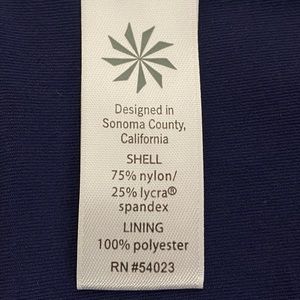 Designed in
Sonoma County,
California
SHELL
75% nylon/
25% lycra®
spandex
LINING
100% polyester
RN #54023